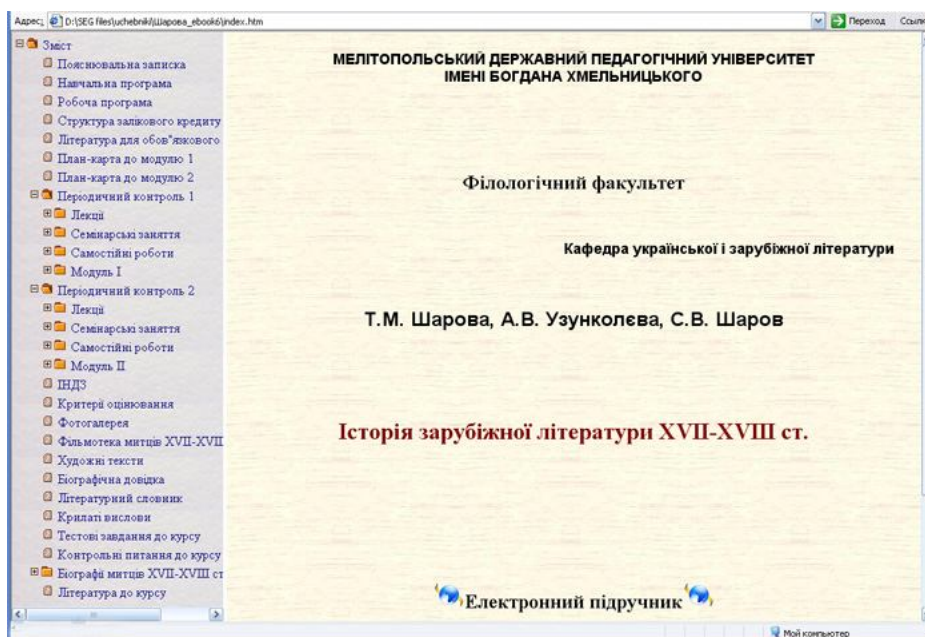 Адрес: D:\SEG files\uchebniki\Шарова_ebook6\index.htm
Переход
Зміст
Пояснювальна записка
Навчальна програма
Робоча програма
Структура залікового кредиту
Література для обов"язкового
План-карта до модулю 1
План-карта до модулю 2
Періодичний контроль 1
Лекції
Семінарські заняття
Самостійні роботи
Модуль I
Періодичний контроль 2
Лекції
Семінарські заняття
Самостійні роботи
Модуль II
ІНДЗ
Критерії оцінювання
Фотогалерея
Фільмотека митців XVII-XVII
Художні тексти
Біографічна довідка
Літературний словник
Крилаті вислови
Тестові завдання до курсу
Контрольні питання до курсу
Біографії митців XVII-XVIII ст
Література до курсу
МЕЛІТОПОЛЬСЬКИЙ ДЕРЖАВНИЙ ПЕДАГОГІЧНИЙ УНІВЕРСИТЕТ
ІМЕНІ БОГДАНА ХМЕЛЬНИЦЬКОГО
Філологічний факультет
Кафедра української і зарубіжної літератури
Т.М. Шарова, А.В. Узунколєва, С.В. Шаров
Історія зарубіжної літератури XVII-XVIII ст.
Електронний підручник
Мой компьютер